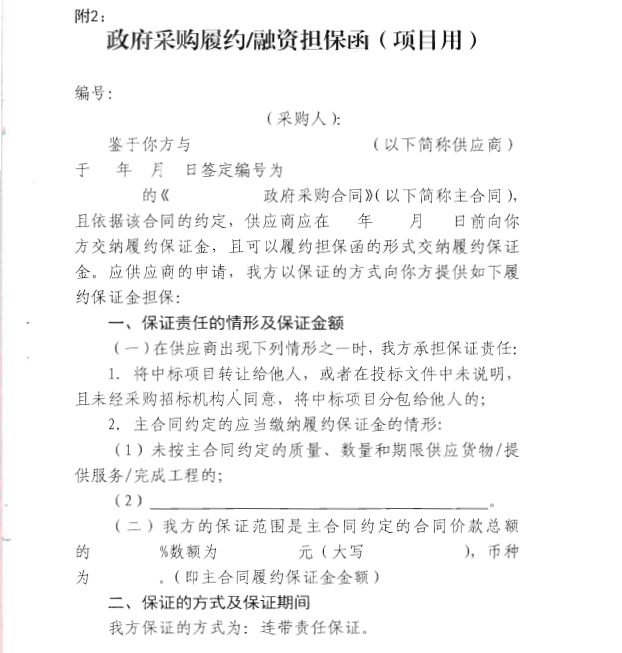 附2：
政府采购履约/融资担保函（项目用）
编号：
（采购人）：
鉴于你方与 （以下简称供应商）
于 年 月 日签定编号为
的《 政府采购合同》（以下简称主合同），
且依据该合同的约定，供应商应在 年 月 日前向你
方交纳履约保证金，且可以履约担保函的形式交纳履约保证
金。应供应商的申请，我方以保证的方式向你方提供如下履
约保证金担保：
一、保证责任的情形及保证金额
（一）在供应商出现下列情形之一时，我方承担保证责任：
1. 将中标项目转让给他人，或者在投标文件中未说明，
且未经采购招标机构人同意，将中标项目分包给他人的；
2. 主合同约定的应当缴纳履约保证金的情形：
（1）未按主合同约定的质量、数量和期限供应货物/提
供服务/完成工程的；
（2）＿＿＿＿＿＿＿＿＿＿＿＿＿＿＿＿＿＿＿＿。
（二）我方的保证范围是主合同约定的合同价款总额
的 %数额为 元（大写 ），币种
为 。（即主合同履约保证金金额）
二、保证的方式及保证期间
我方保证的方式为：连带责任保证。